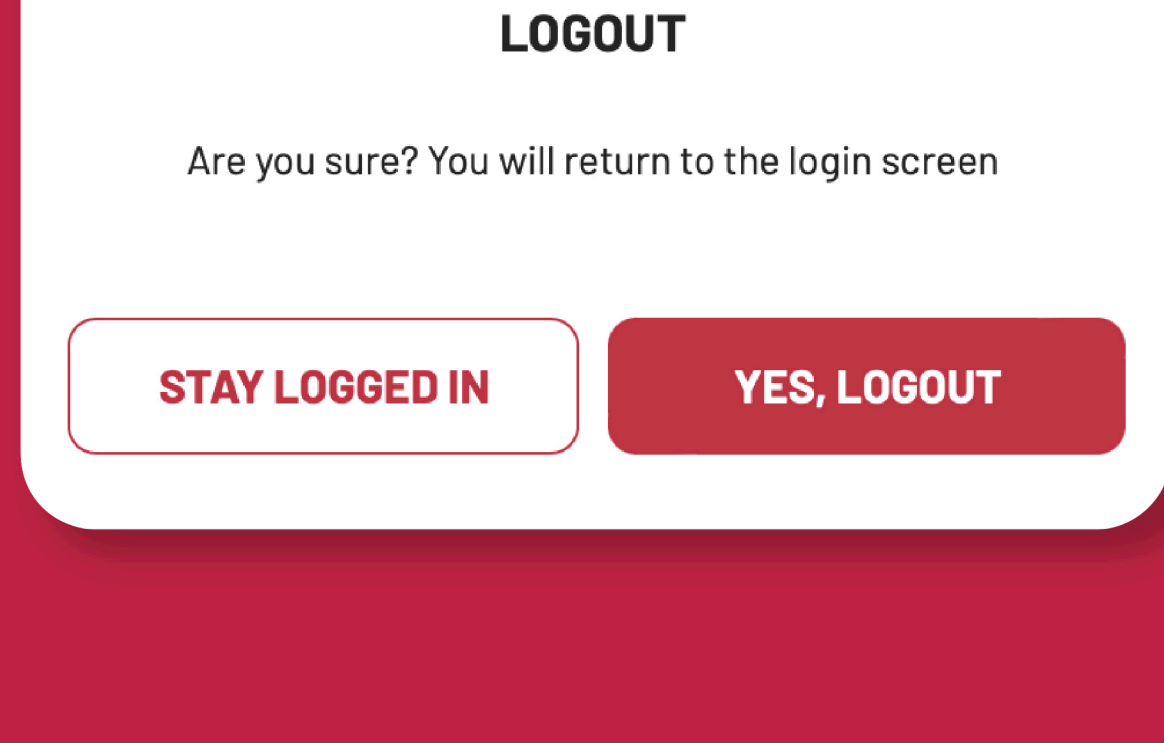 LOGOUT
Are you sure? You will return to the login screen
STAY LOGGED IN
YES, LOGOUT